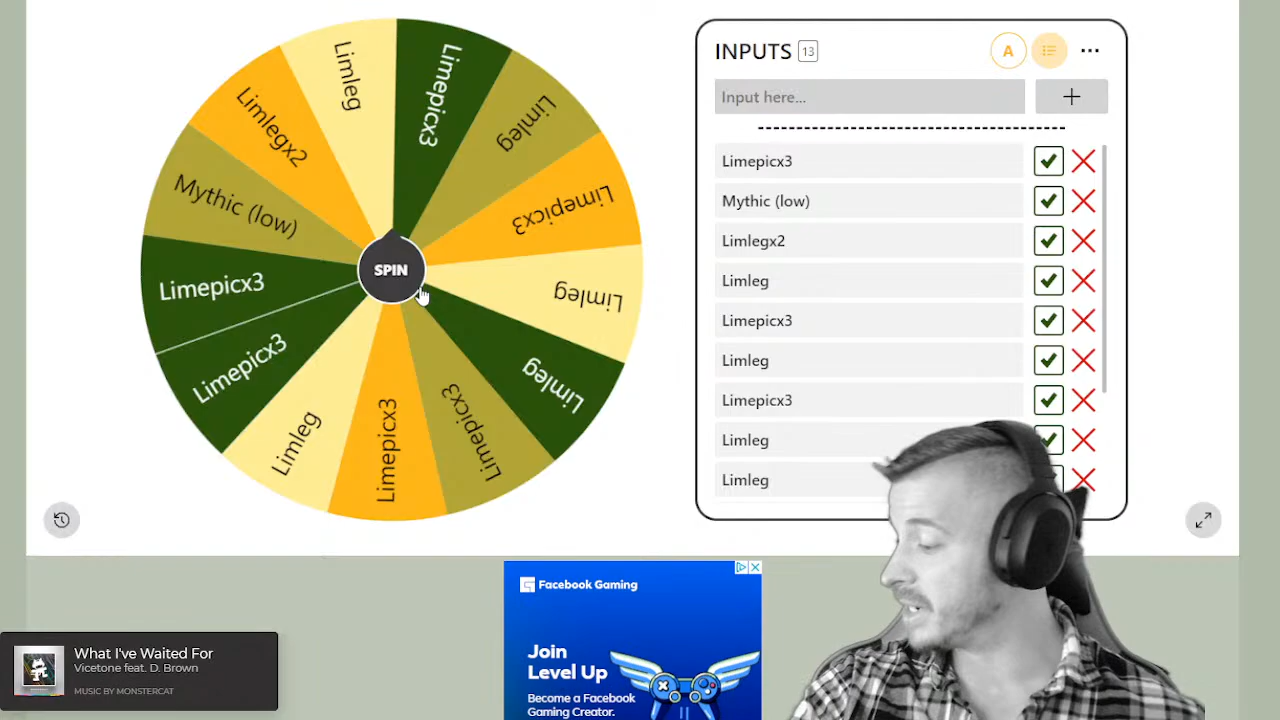 Limleg
Limepicx3
Limleg
Limepicx3
Limleg
Limleg
Limepicx3
Limepicx3
Limleg
Limepicx3
Limepicx3
Mythic (low)
Limlegx2
SPIN
INPUTS 13
A
Input here...
Limepicx3
Mythic (low)
Limlegx2
Limleg
Limepicx3
Limleg
Limepicx3
Limleg
Limleg
Facebook Gaming
Join
Level Up
Become a Facebook
Gaming Creator.
What I've Waited For
Vicetone feat. D. Brown
MUSIC BY MONSTERCAT